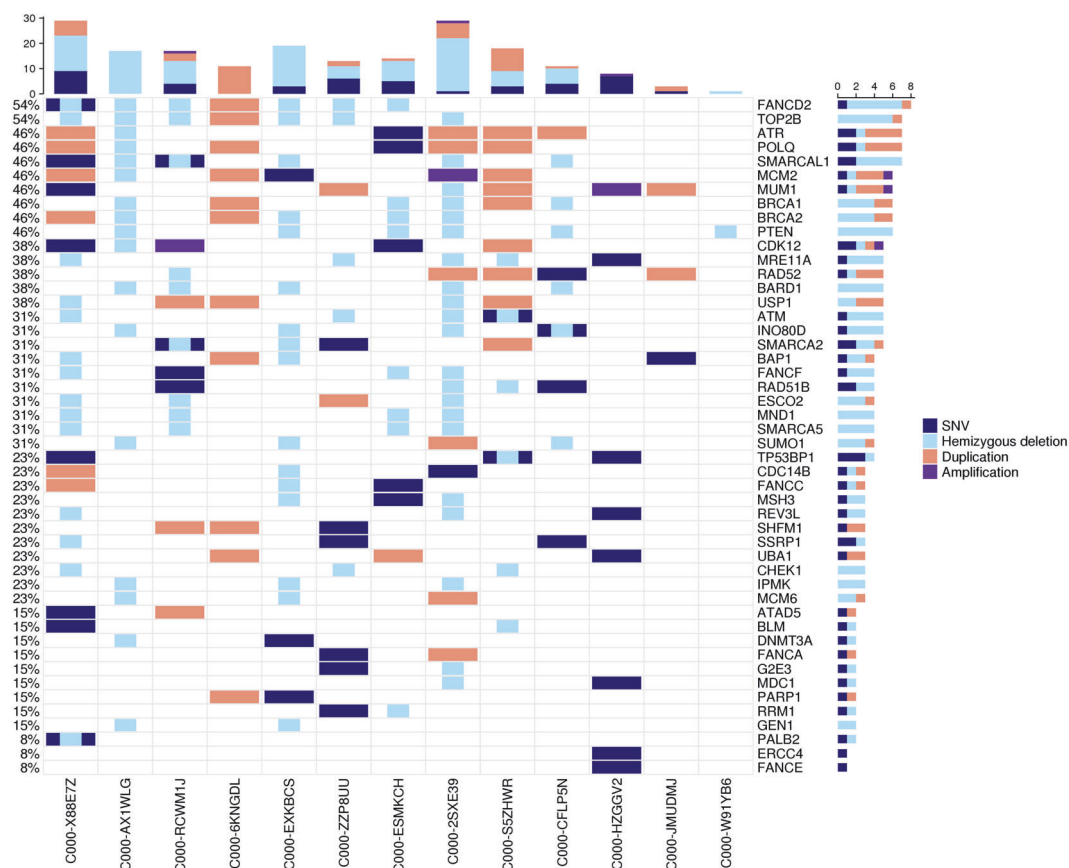 30
20
10
0
0 2 4 6 8
54% FANCD2
54% TOP2B
46% ATR
46% POLQ
46% SMARCAL1
46% MCM2
46% MUM1
46% BRCA1
46% BRCA2
46% PTEN
38% CDK12
38% MRE11A
38% RAD52
38% BARD1
38% USP1
31% ATM
31% INO80D
31% SMARCA2
31% BAP1
31% FANCF
31% RAD51B
31% ESCO2
31% MND1
31% SMARCA5
31% SUMO1
23% TP53BP1
23% CDC14B
23% FANCC
23% MSH3
23% REV3L
23% SHFM1
23% SSRP1
23% UBA1
23% CHEK1
23% IPMK
23% MCM6
15% ATAD5
15% BLM
15% DNMT3A
15% FANCA
15% G2E3
15% MDC1
15% PARP1
15% RRM1
15% GEN1
8% PALB2
8% ERCC4
8% FANCE
SNV
Hemizygous deletion
Duplication
Amplification
C000-X88E7Z
C000-AX1WLG
C000-RCWM1J
C000-6KNGDL
C000-EXKBCS
C000-ZZP8UU
C000-ESMKCH
C000-2SXE39
C000-S5ZHWR
C000-CFLP5N
C000-HZGGV2
C000-JMUDMJ
C000-W91YB6